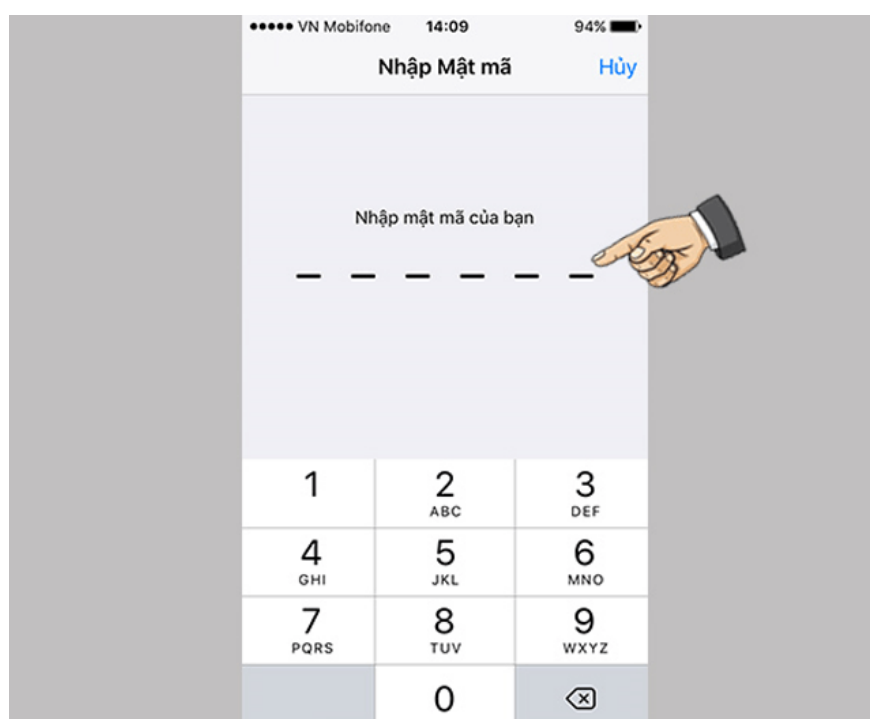 VN Mobifone 14:09 94%
Nhập Mật mã Hủy
Nhập mật mã của bạn
1 2 3
ABC DEF
4 5 6
GHI JKL MNO
7 8 9
PQRS TUV WXYZ
0